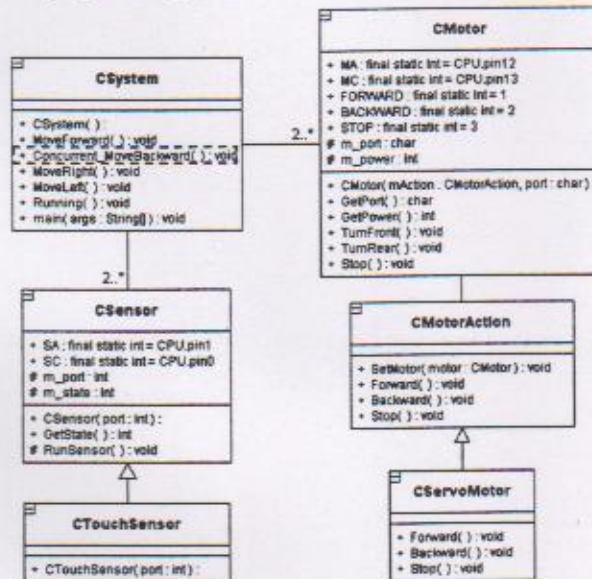 CSystem
+ CSystem( ) :
+ MoveForward( ) : void
+ Concurrent_MoveBackward( ) : void
+ MoveRight( ) : void
+ MoveLeft( ) : void
+ Running( ) : void
+ main( args : String[] ) : void
2..*
CMotor
+ MA : final static int = CPU.pin12
+ MC : final static int = CPU.pin13
+ FORWARD : final static int = 1
+ BACKWARD : final static int = 2
+ STOP : final static int = 3
# m_port : char
# m_power : int
+ CMotor( mAction : CMotorAction, port : char )
+ GetPort( ) : char
+ GetPower( ) : int
+ TurnFront( ) : void
+ TurnRear( ) : void
+ Stop( ) : void
2..*
CSensor
+ SA : final static int = CPU.pin1
+ SC : final static int = CPU.pin0
# m_port : int
# m_state : int
+ CSensor( port : int ) :
+ GetState( ) : int
# RunSensor( ) : void
CMotorAction
+ SetMotor( motor : CMotor ) : void
+ Forward( ) : void
+ Backward( ) : void
+ Stop( ) : void
CTouchSensor
+ CTouchSensor( port : int ) :
CServoMotor
+ Forward( ) : void
+ Backward( ) : void
+ Stop( ) : void